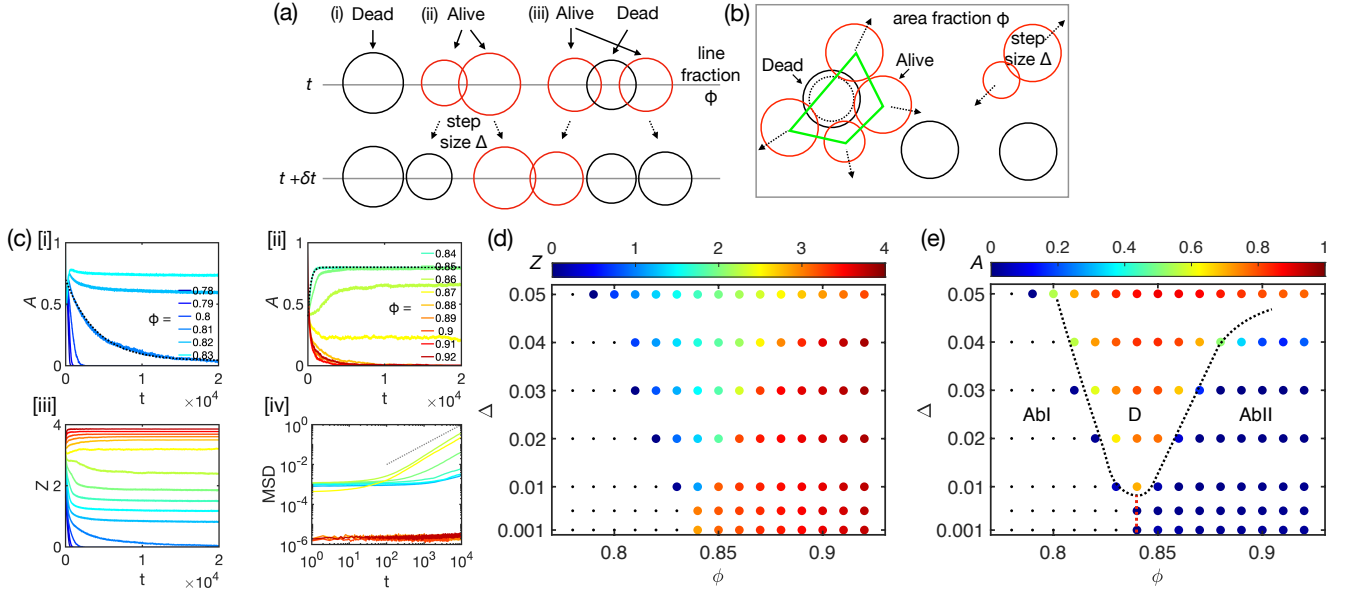 (a)
(i) Dead (ii) Alive (iii) Alive Dead
t
line
fraction
Φ
step
size Δ
t +δt
(b)
area fraction Φ
Dead
Alive
step
size Δ
(c)
[i]
1
0.5
0
A
0.78
0.79
Φ = 0.8
0.81
0.82
0.83
0 1 2
t ×10⁴
[ii]
1
0.5
0
A
0.84
0.85
0.86
0.87
Φ = 0.88
0.89
0.9
0.91
0.92
0 1 2
t ×10⁴
[iii]
4
2
0
Z
0 1 2
t ×10⁴
[iv]
10⁰
10⁻²
10⁻⁴
10⁻⁶
MSD
10⁰ 10¹ 10² 10³ 10⁴
t
(d)
0 1 2 3 4
Z
0.05
0.04
0.03
0.02
0.01
0.001
Δ
0.8 0.85 0.9
ϕ
(e)
0 0.2 0.4 0.6 0.8 1
A
0.05
0.04
0.03
0.02
0.01
0.001
Δ
AbI D AbII
0.8 0.85 0.9
ϕ